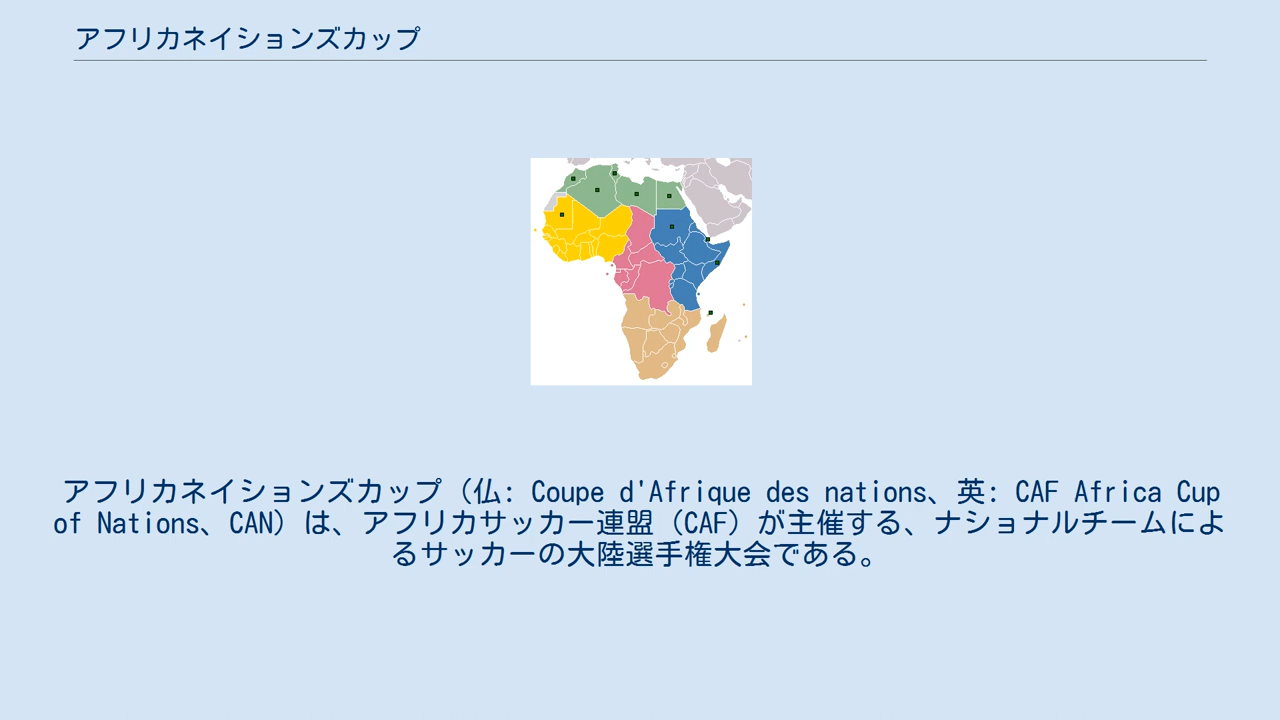 アフリカネイションズカップ
アフリカネイションズカップ（仏: Coupe d'Afrique des nations、英: CAF Africa Cup
of Nations、CAN）は、アフリカサッカー連盟（CAF）が主催する、ナショナルチームによ
るサッカーの大陸選手権大会である。